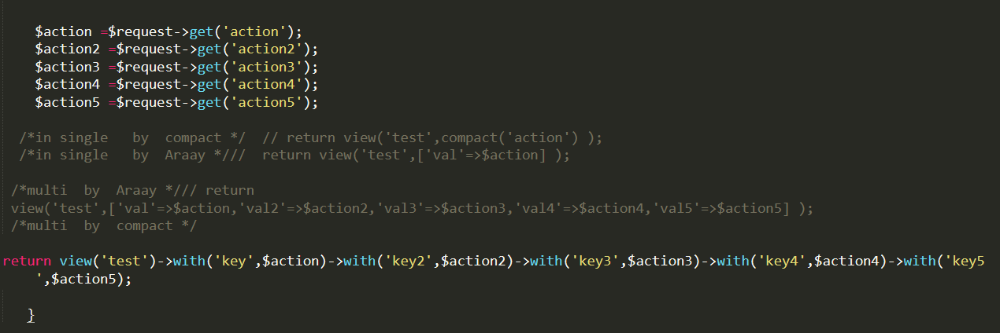 $action =$request->get('action');
$action2 =$request->get('action2');
$action3 =$request->get('action3');
$action4 =$request->get('action4');
$action5 =$request->get('action5');
/*in single   by  compact */  // return view('test',compact('action') );
/*in single   by  Araay *///  return view('test',['val'=>$action] );
/*multi  by  Araay */// return
view('test',['val'=>$action,'val2'=>$action2,'val3'=>$action3,'val4'=>$action4,'val5'=>$action5] );
/*multi  by  compact */
return view('test')->with('key',$action)->with('key2',$action2)->with('key3',$action3)->with('key4',$action4)->with('key5
',$action5);
}